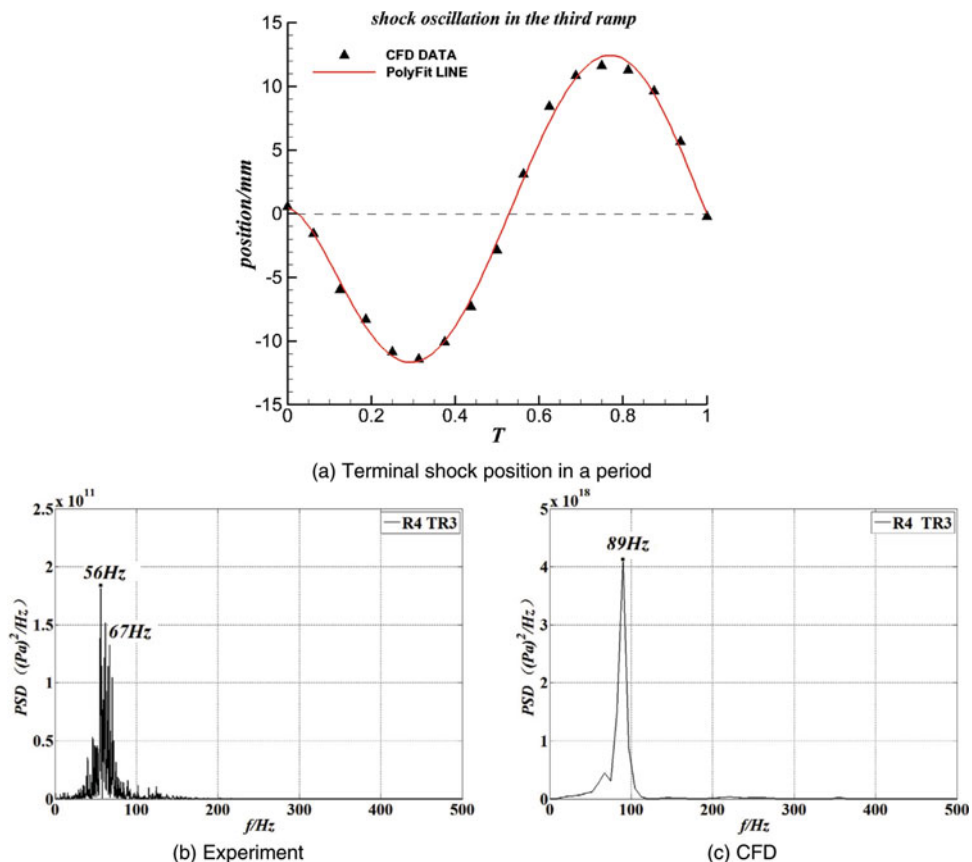 shock oscillation in the third ramp
CFD DATA
PolyFit LINE
15
10
5
0
-5
-10
-15
position/mm
0 0.2 0.4 0.6 0.8 1
T
(a) Terminal shock position in a period
2.5 x 10^11
R4 TR3
56Hz
67Hz
2
1.5
1
0.5
0
PSD ((Pa)^2/Hz)
0 100 200 300 400 500
f/Hz
(b) Experiment
5 x 10^18
R4 TR3
89Hz
4
3
2
1
0
PSD ((Pa)^2/Hz)
0 100 200 300 400 500
f/Hz
(c) CFD